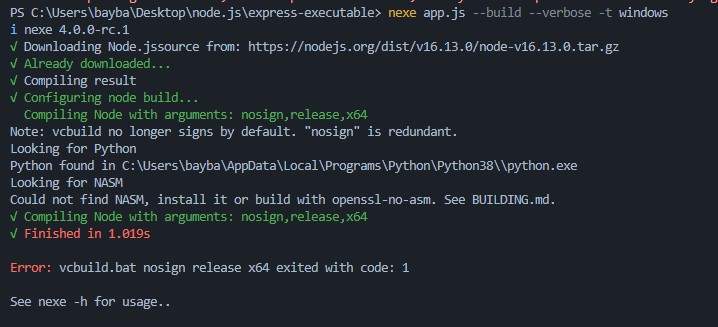 PS C:\Users\bayba\Desktop\node.js\express-executable> nexe app.js --build --verbose -t windows
i nexe 4.0.0-rc.1
√ Downloading Node.jssource from: https://nodejs.org/dist/v16.13.0/node-v16.13.0.tar.gz
√ Already downloaded...
√ Compiling result
√ Configuring node build...
Compiling Node with arguments: nosign,release,x64
Note: vcbuild no longer signs by default. "nosign" is redundant.
Looking for Python
Python found in C:\Users\bayba\AppData\Local\Programs\Python\Python38\\python.exe
Looking for NASM
Could not find NASM, install it or build with openssl-no-asm. See BUILDING.md.
√ Compiling Node with arguments: nosign,release,x64
√ Finished in 1.019s
Error: vcbuild.bat nosign release x64 exited with code: 1
See nexe -h for usage..